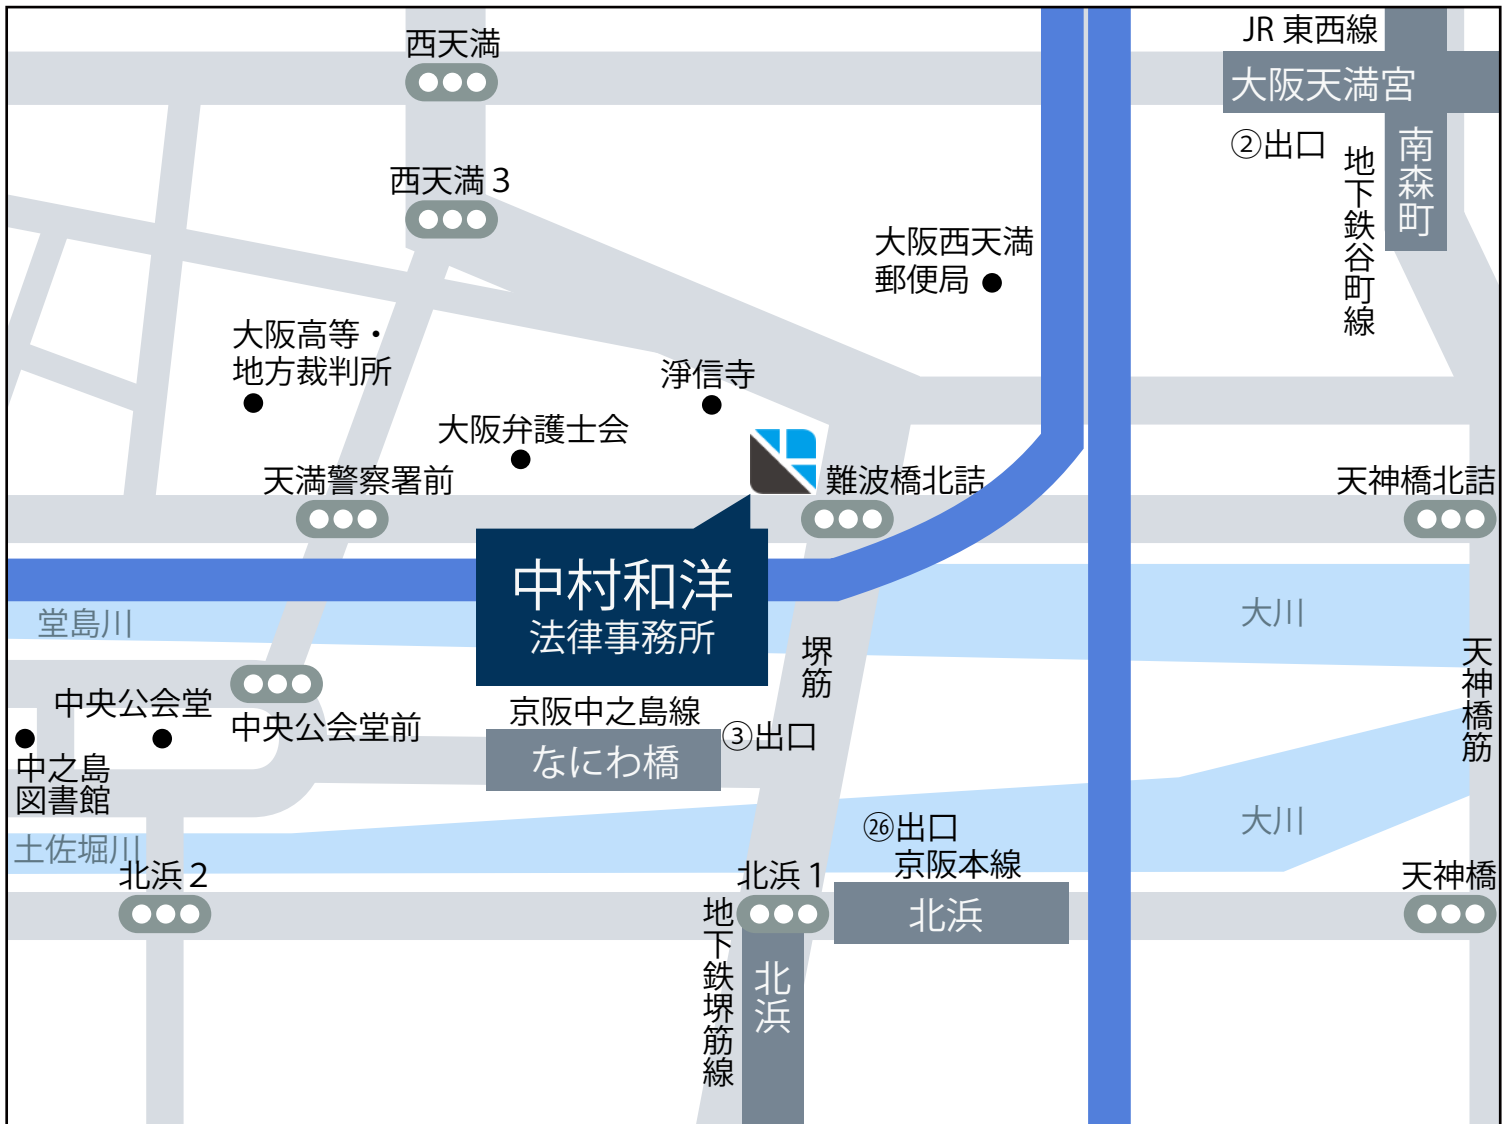 西天満
JR 東西線
大阪天満宮
②出口
南森町
地下鉄谷町線
西天満3
大阪西天満
郵便局
大阪高等・
地方裁判所
淨信寺
大阪弁護士会
天満警察署前
難波橋北詰
天神橋北詰
中村和洋
法律事務所
堂島川
大川
堺筋
天神橋筋
中央公会堂
中央公会堂前
京阪中之島線
③出口
なにわ橋
中之島
図書館
土佐堀川
大川
㉖出口
京阪本線
北浜2
北浜1
北浜
天神橋
地下鉄堺筋線
北浜